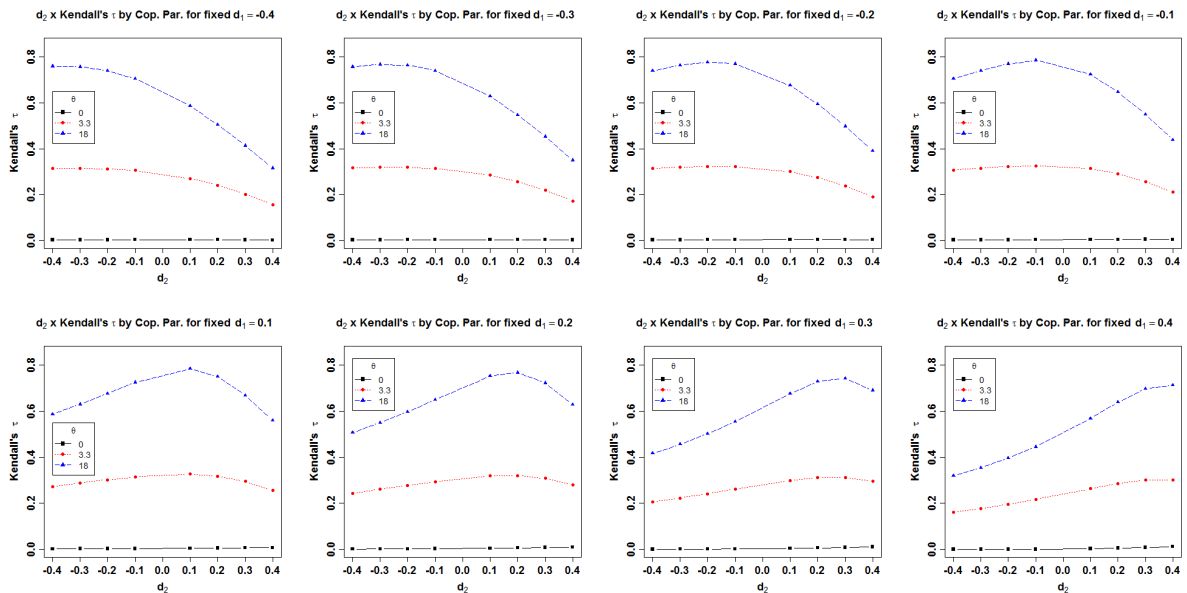 d₂ x Kendall's τ by Cop. Par. for fixed d₁ = -0.4
Kendall's τ
0.8
0.6
0.4
0.2
0.0
θ
0
3.3
18
-0.4 -0.3 -0.2 -0.1 0.0 0.1 0.2 0.3 0.4
d₂
d₂ x Kendall's τ by Cop. Par. for fixed d₁ = -0.3
Kendall's τ
0.8
0.6
0.4
0.2
0.0
θ
0
3.3
18
-0.4 -0.3 -0.2 -0.1 0.0 0.1 0.2 0.3 0.4
d₂
d₂ x Kendall's τ by Cop. Par. for fixed d₁ = -0.2
Kendall's τ
0.8
0.6
0.4
0.2
0.0
θ
0
3.3
18
-0.4 -0.3 -0.2 -0.1 0.0 0.1 0.2 0.3 0.4
d₂
d₂ x Kendall's τ by Cop. Par. for fixed d₁ = -0.1
Kendall's τ
0.8
0.6
0.4
0.2
0.0
θ
0
3.3
18
-0.4 -0.3 -0.2 -0.1 0.0 0.1 0.2 0.3 0.4
d₂
d₂ x Kendall's τ by Cop. Par. for fixed d₁ = 0.1
Kendall's τ
0.8
0.6
0.4
0.2
0.0
θ
0
3.3
18
-0.4 -0.3 -0.2 -0.1 0.0 0.1 0.2 0.3 0.4
d₂
d₂ x Kendall's τ by Cop. Par. for fixed d₁ = 0.2
Kendall's τ
0.8
0.6
0.4
0.2
0.0
θ
0
3.3
18
-0.4 -0.3 -0.2 -0.1 0.0 0.1 0.2 0.3 0.4
d₂
d₂ x Kendall's τ by Cop. Par. for fixed d₁ = 0.3
Kendall's τ
0.8
0.6
0.4
0.2
0.0
θ
0
3.3
18
-0.4 -0.3 -0.2 -0.1 0.0 0.1 0.2 0.3 0.4
d₂
d₂ x Kendall's τ by Cop. Par. for fixed d₁ = 0.4
Kendall's τ
0.8
0.6
0.4
0.2
0.0
θ
0
3.3
18
-0.4 -0.3 -0.2 -0.1 0.0 0.1 0.2 0.3 0.4
d₂